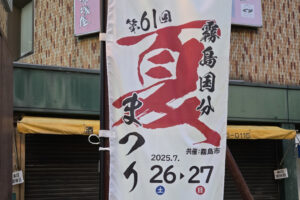 第61回
霧島国分
夏
まつり
共催：霧島市
2025.7.
26▸27
土 日